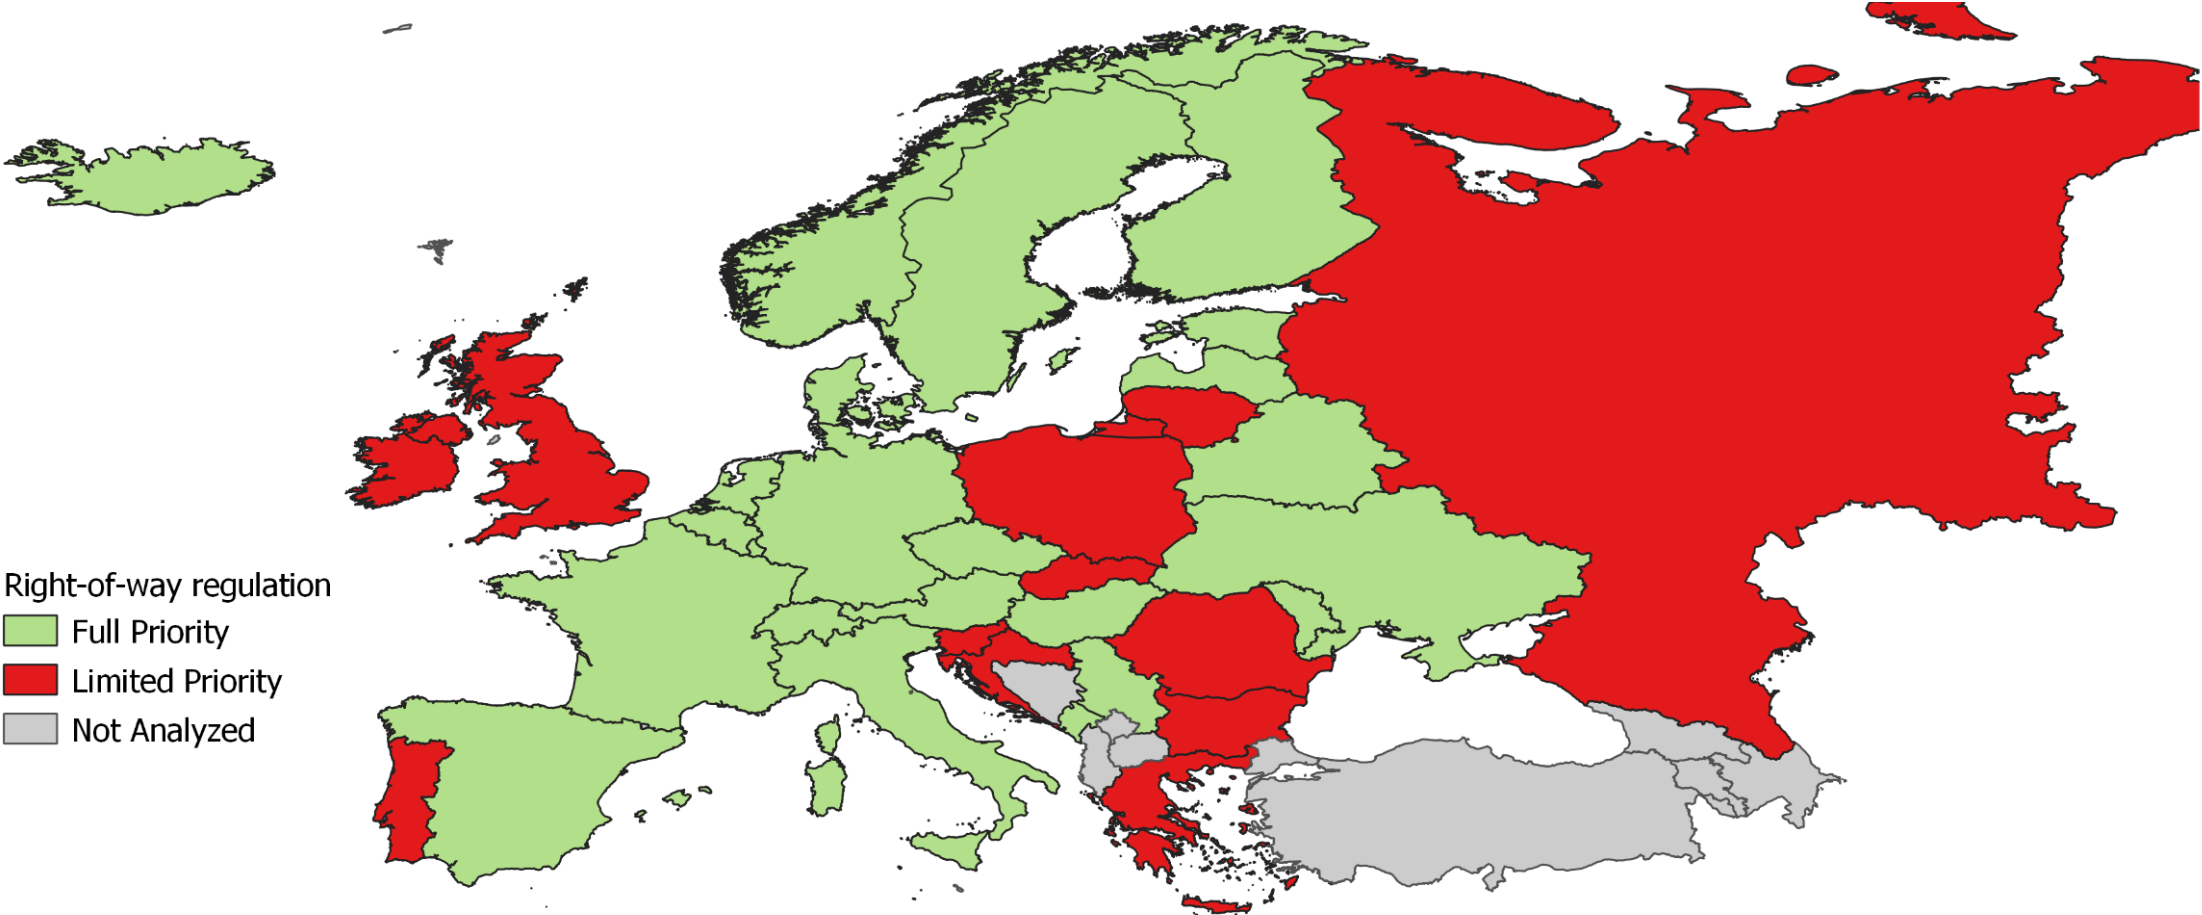 Right-of-way regulation
Full Priority
Limited Priority
Not Analyzed